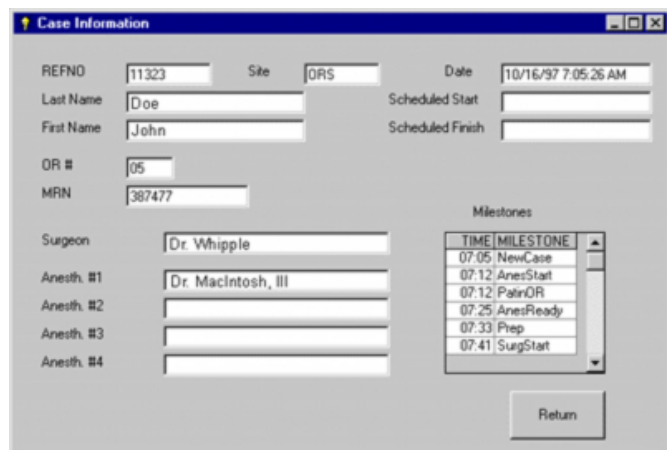 Case Information
REFNO 11323 Site ORS Date 10/16/97 7:05:26 AM
Last Name Doe Scheduled Start
First Name John Scheduled Finish
OR # 05
MRN 387477
Milestones
Surgeon Dr. Whipple
TIME MILESTONE
07:05 NewCase
Anesth. #1 Dr. MacIntosh, III
07:12 AnesStart
07:12 PatinOR
Anesth. #2
07:25 AnesReady
Anesth. #3
07:33 Prep
07:41 SurgStart
Anesth. #4
Return